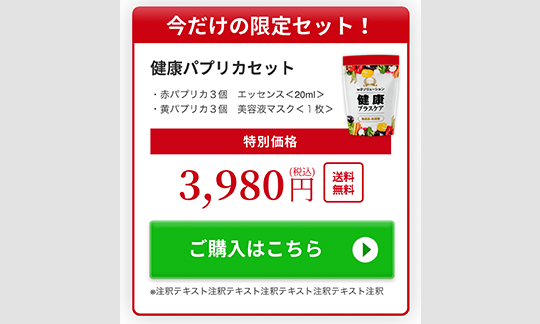 今だけの限定セット！
健康パプリカセット
・赤パプリカ３個　エッセンス＜20ml＞
・黄パプリカ３個　美容液マスク＜１枚＞
健康
プラスケア
特別価格
3,980円(税込)
送料
無料
ご購入はこちら
※注釈テキスト注釈テキスト注釈テキスト注釈テキスト注釈